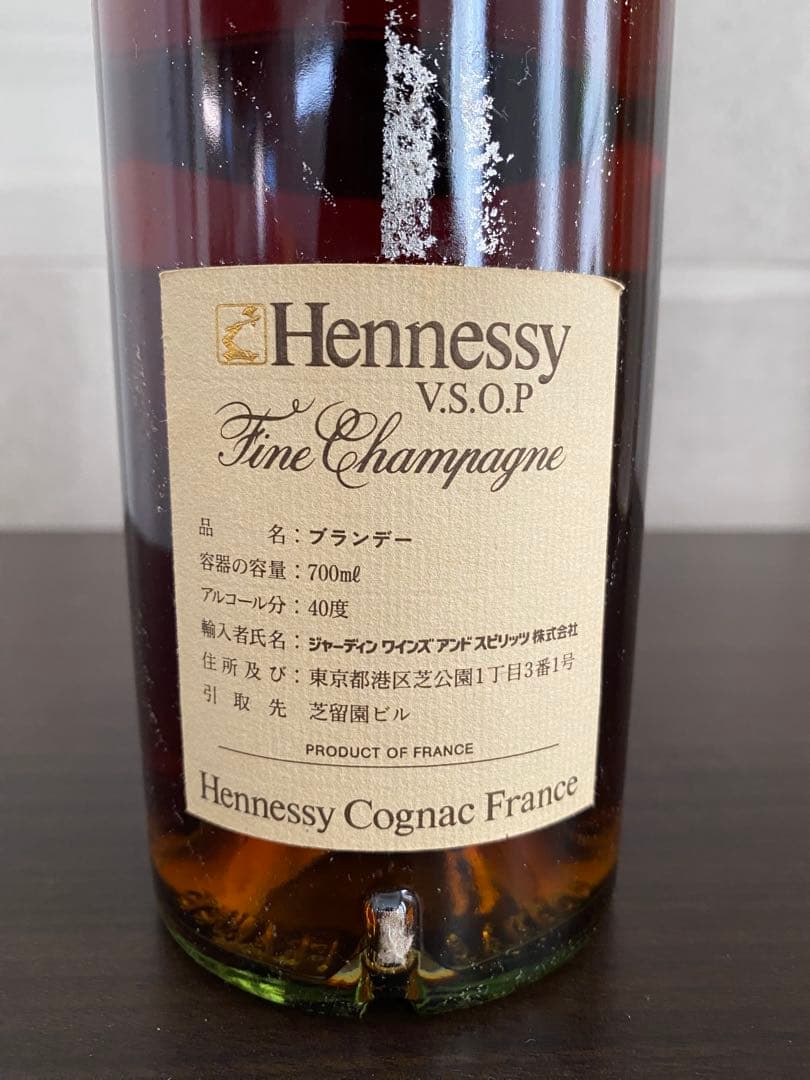 Hennessy
V.S.O.P
Fine Champagne
品名：ブランデー
容器の容量：700mℓ
アルコール分：40度
輸入者氏名：ジャーディン ワインズ アンド スピリッツ 株式会社
住所及び：東京都港区芝公園1丁目3番1号
引取先 芝留園ビル
PRODUCT OF FRANCE
Hennessy Cognac France